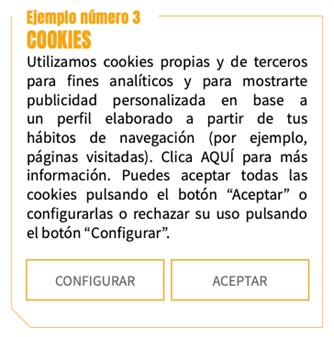 Ejemplo número 3
COOKIES
Utilizamos cookies propias y de terceros
para fines analíticos y para mostrarte
publicidad personalizada en base a
un perfil elaborado a partir de tus
hábitos de navegación (por ejemplo,
páginas visitadas). Clica AQUÍ para más
información. Puedes aceptar todas las
cookies pulsando el botón “Aceptar” o
configurarlas o rechazar su uso pulsando
el botón “Configurar”.
CONFIGURAR ACEPTAR